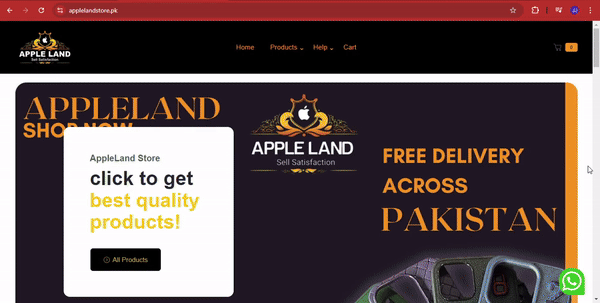 applelandstore.pk
APPLE LAND
Sell Satisfaction
Home Products Help Cart
0
APPLELAND
SHOP NOW
AppleLand Store
click to get
best quality
products!
All Products
APPLE LAND
Sell Satisfaction
FREE DELIVERY
ACROSS
PAKISTAN